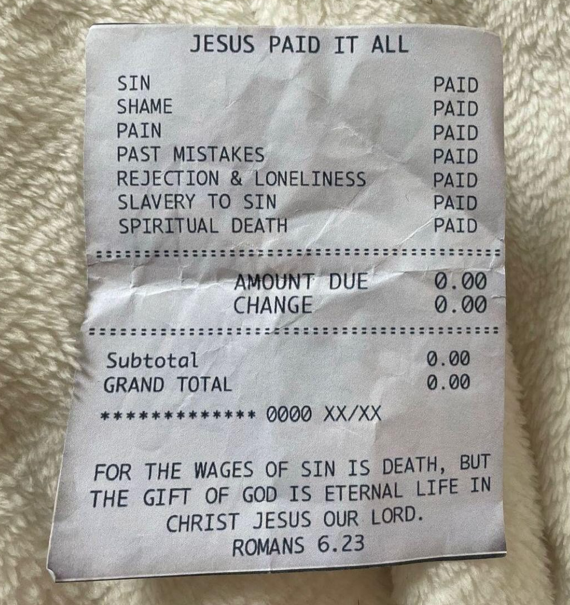 JESUS PAID IT ALL
SIN PAID
SHAME PAID
PAIN PAID
PAST MISTAKES PAID
REJECTION & LONELINESS PAID
SLAVERY TO SIN PAID
SPIRITUAL DEATH PAID
AMOUNT DUE 0.00
CHANGE 0.00
Subtotal 0.00
GRAND TOTAL 0.00
************* 0000 XX/XX
FOR THE WAGES OF SIN IS DEATH, BUT
THE GIFT OF GOD IS ETERNAL LIFE IN
CHRIST JESUS OUR LORD.
ROMANS 6.23